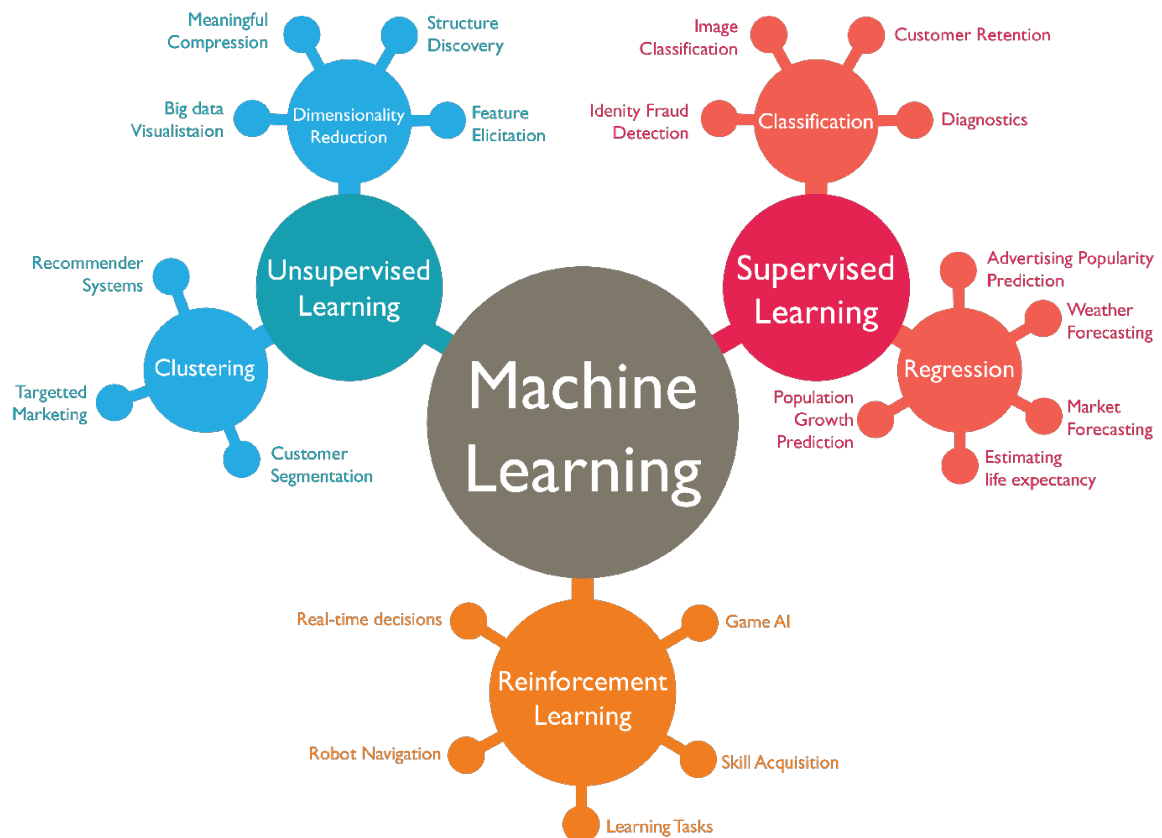 Meaningful
Compression
Structure
Discovery
Big data
Visualistaion
Dimensionality
Reduction
Feature
Elicitation
Image
Classification
Customer Retention
Idenity Fraud
Detection
Classification
Diagnostics
Recommender
Systems
Unsupervised
Learning
Clustering
Targetted
Marketing
Customer
Segmentation
Machine
Learning
Supervised
Learning
Advertising Popularity
Prediction
Weather
Forecasting
Regression
Population
Growth
Prediction
Market
Forecasting
Estimating
life expectancy
Real-time decisions
Game AI
Reinforcement
Learning
Robot Navigation
Skill Acquisition
Learning Tasks